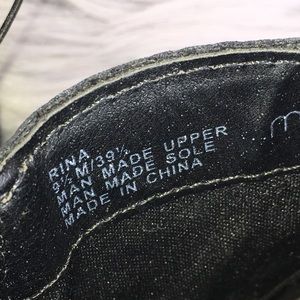 RINA
9½ M/39½
MAN MADE UPPER
MAN MADE SOLE
MADE IN CHINA